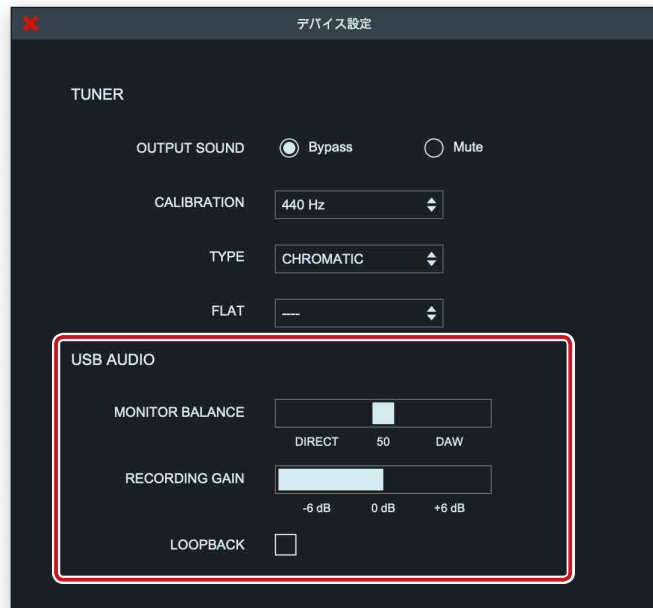 デバイス設定
TUNER
OUTPUT SOUND Bypass Mute
CALIBRATION 440 Hz
TYPE CHROMATIC
FLAT ----
USB AUDIO
MONITOR BALANCE
DIRECT 50 DAW
RECORDING GAIN
-6 dB 0 dB +6 dB
LOOPBACK